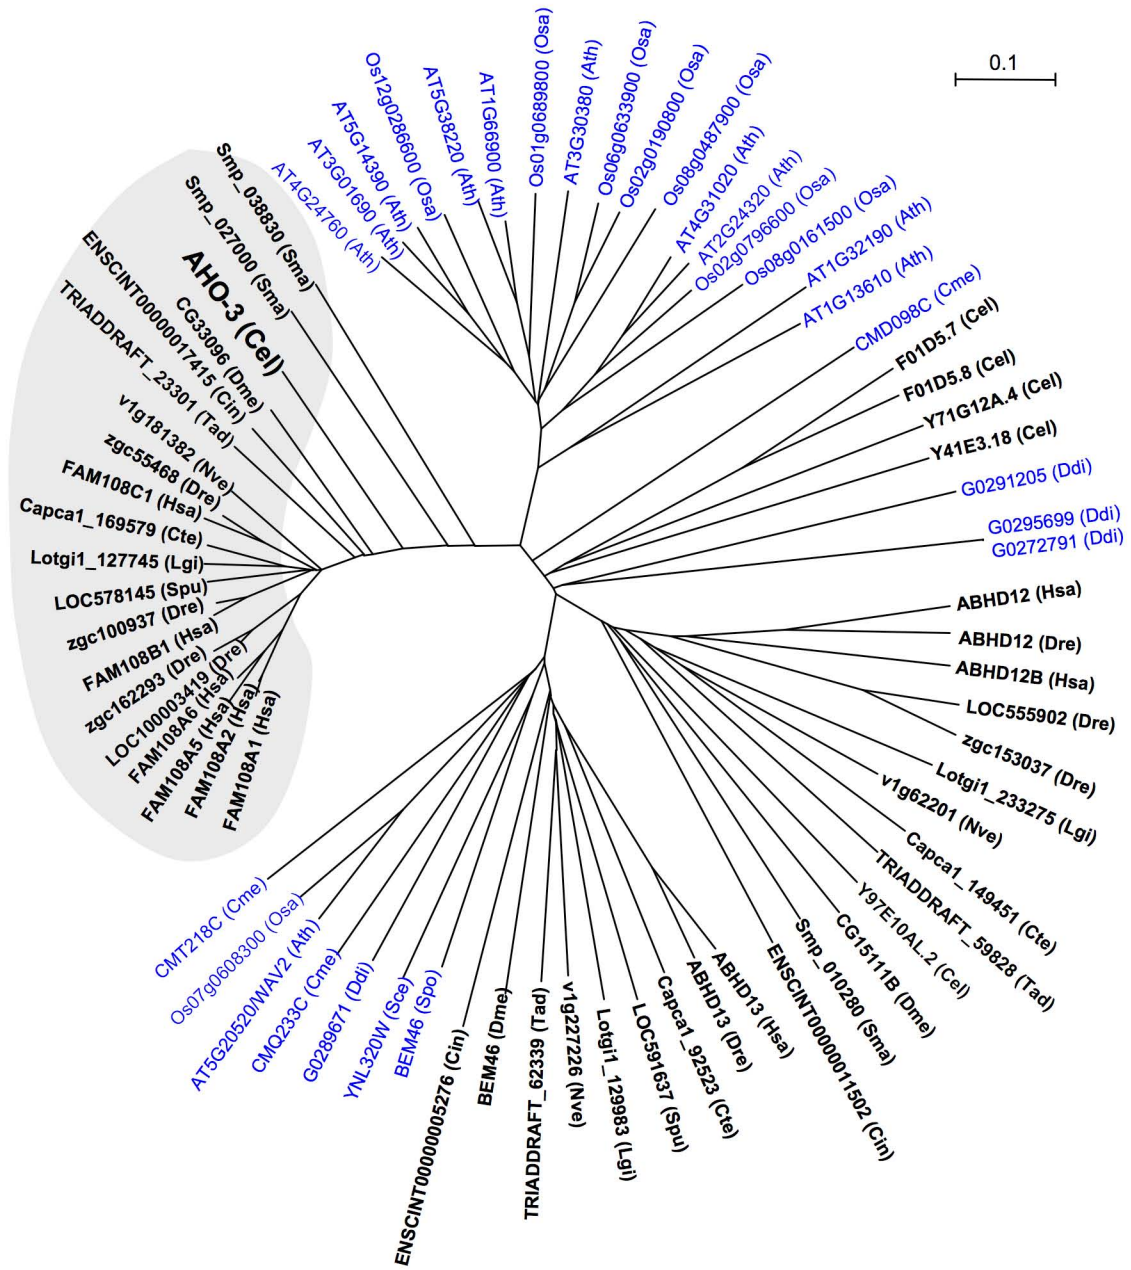 0.1
Smp_038830 (Sma)
Smp_027000 (Sma)
AHO-3 (Cel)
CG33096 (Dme)
ENSCINT00000017415 (Cin)
TRIADDRAFT_23301 (Tad)
v1g181382 (Nve)
zgc55468 (Dre)
FAM108C1 (Hsa)
Capca1_169579 (Cte)
Lotgi1_127745 (Lgi)
LOC578145 (Spu)
zgc100937 (Dre)
FAM108B1 (Hsa)
zgc162293 (Dre)
LOC100003419 (Dre)
FAM108A6 (Hsa)
FAM108A5 (Hsa)
FAM108A2 (Hsa)
FAM108A1 (Hsa)
AT4G24760 (Ath)
AT3G01690 (Ath)
AT5G14390 (Ath)
Os12g0286600 (Osa)
AT5G38220 (Ath)
AT1G66900 (Ath)
Os01g0689800 (Osa)
AT3G30380 (Ath)
Os06g0633900 (Osa)
Os02g0190800 (Osa)
Os08g0487900 (Osa)
AT4G31020 (Ath)
AT2G24320 (Ath)
Os02g0796600 (Osa)
Os08g0161500 (Osa)
AT1G32190 (Ath)
AT1G13610 (Ath)
CMD098C (Cme)
F01D5.7 (Cel)
F01D5.8 (Cel)
Y71G12A.4 (Cel)
Y41E3.18 (Cel)
G0291205 (Ddi)
G0295699 (Ddi)
G0272791 (Ddi)
ABHD12 (Hsa)
ABHD12 (Dre)
ABHD12B (Hsa)
LOC555902 (Dre)
zgc153037 (Dre)
Lotgi1_233275 (Lgi)
v1g62201 (Nve)
Capca1_149451 (Cte)
TRIADDRAFT_59828 (Tad)
Y97E10AL.2 (Cel)
CG15111B (Dme)
Smp_010280 (Sma)
ENSCINT00000011502 (Cin)
ABHD13 (Hsa)
ABHD13 (Dre)
Capca1_92523 (Cte)
LOC591637 (Spu)
Lotgi1_129983 (Lgi)
v1g227226 (Nve)
TRIADDRAFT_62339 (Tad)
BEM46 (Dme)
ENSCINT00000005276 (Cin)
BEM46 (Spo)
YNL320W (Sce)
G0289671 (Ddi)
CMQ233C (Cme)
AT5G20520/WAV2 (Ath)
Os07g0608300 (Osa)
CMT218C (Cme)